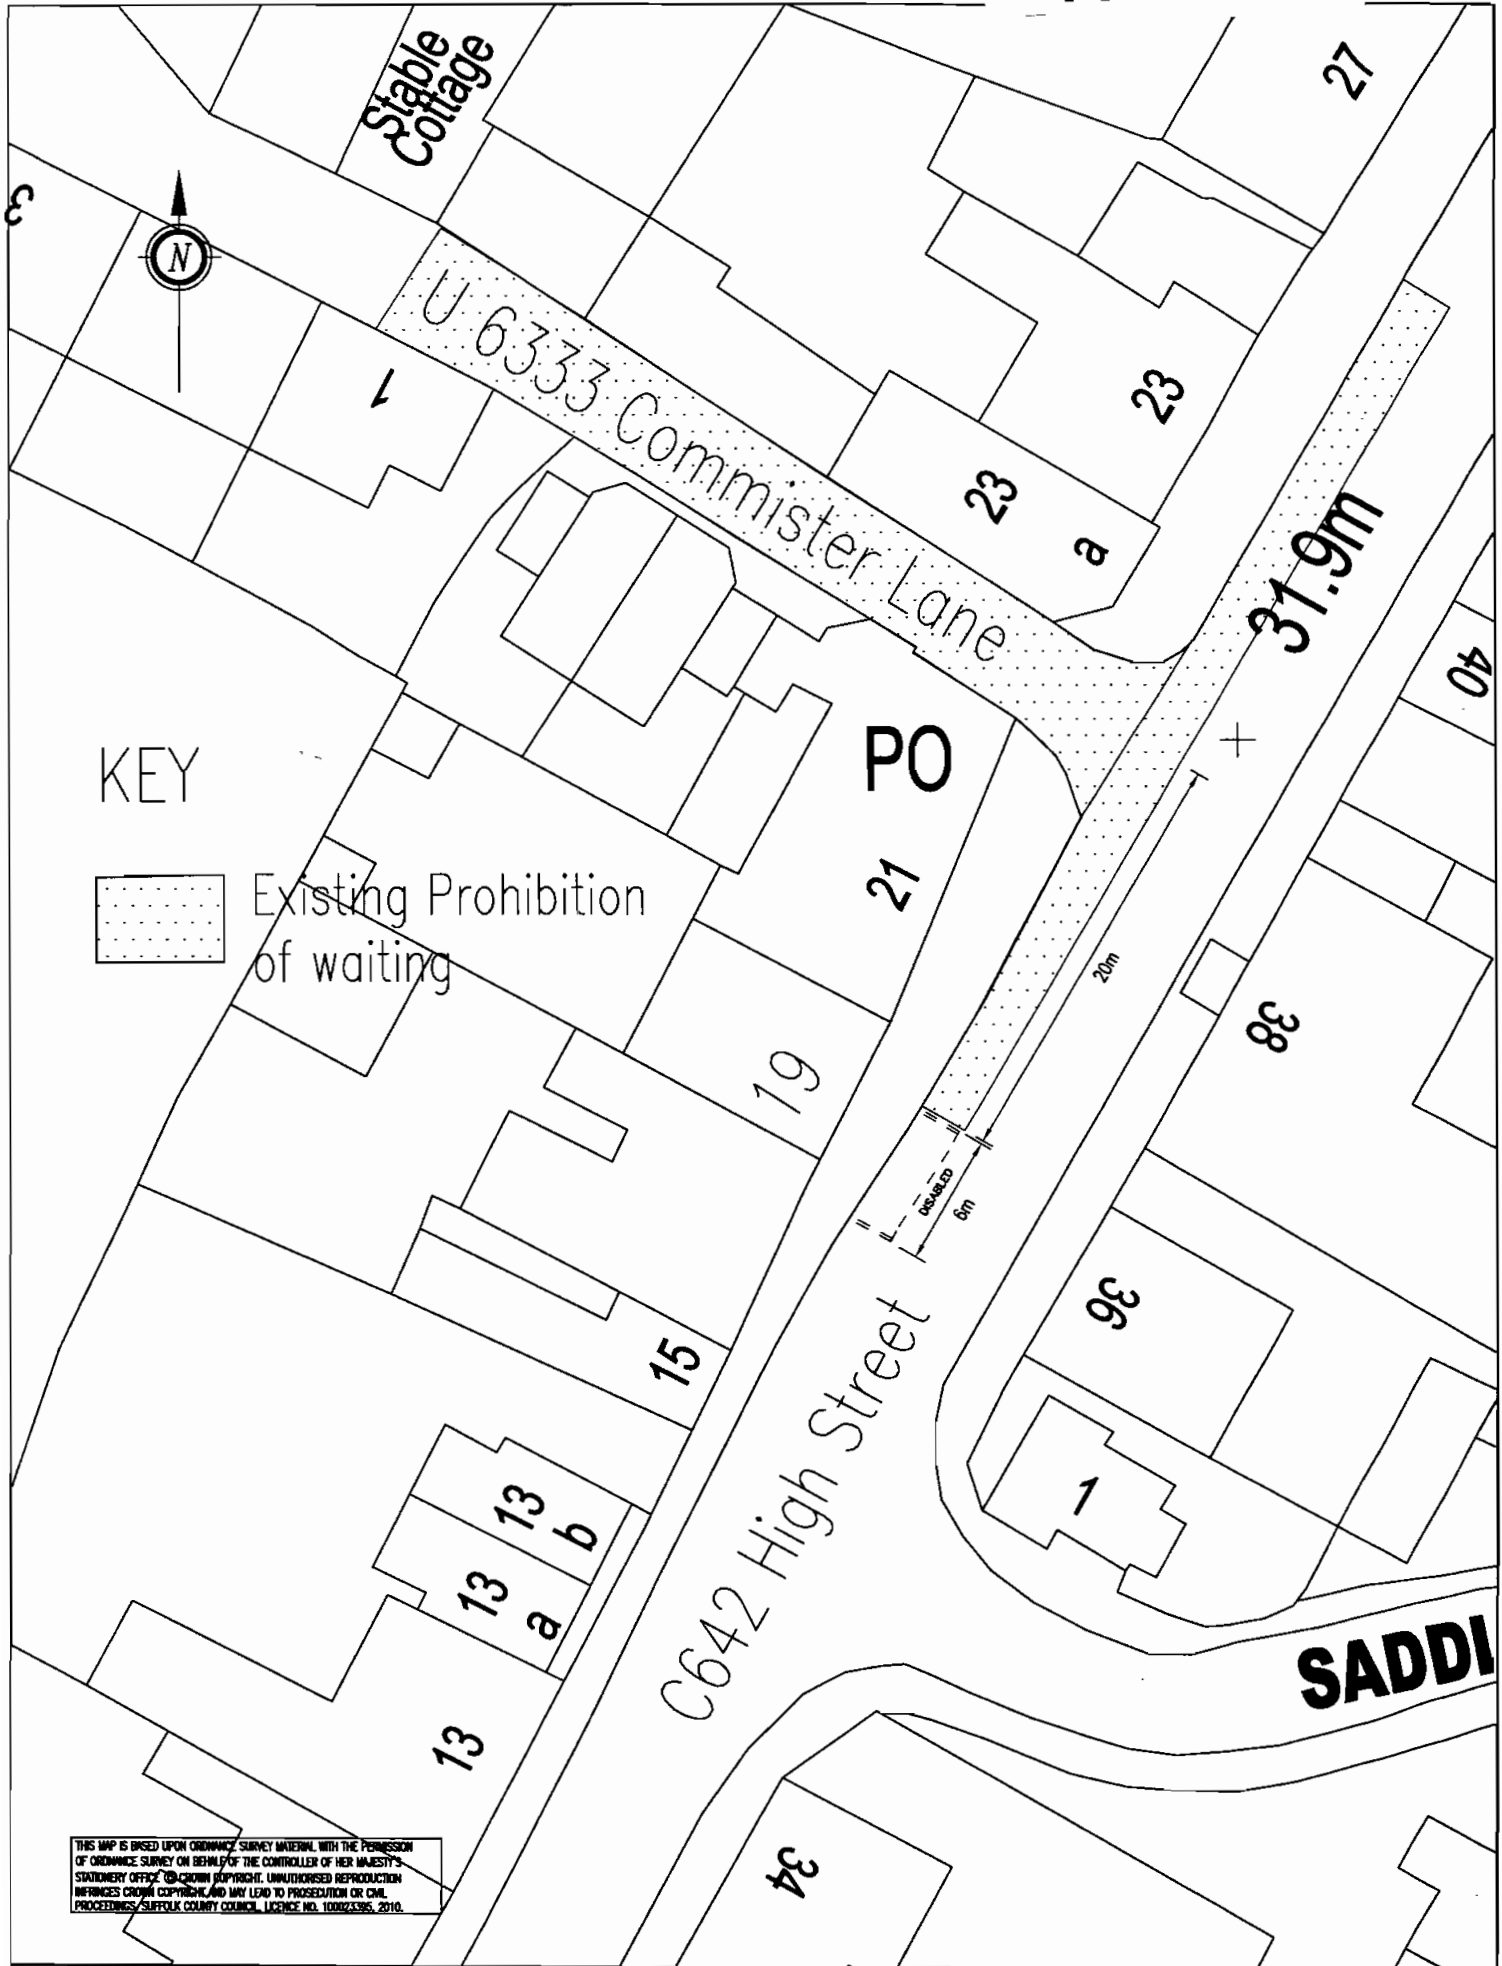 Stable
Cottage
27
3
N
U 6333 Commister Lane
1
23
23
a
31.9m
40
PO
KEY
21
Existing Prohibition
of waiting
20m
38
19
DISABLED
6m
36
15
C642 High Street
1
13
b
13
a
SADDL
13
34
THIS MAP IS BASED UPON ORDNANCE SURVEY MATERIAL WITH THE PERMISSION
OF ORDNANCE SURVEY ON BEHALF OF THE CONTROLLER OF HER MAJESTY'S
STATIONERY OFFICE © CROWN COPYRIGHT. UNAUTHORISED REPRODUCTION
INFRINGES CROWN COPYRIGHT AND MAY LEAD TO PROSECUTION OR CIVIL
PROCEEDINGS. SUFFOLK COUNTY COUNCIL. LICENCE NO. 100023395, 2010.